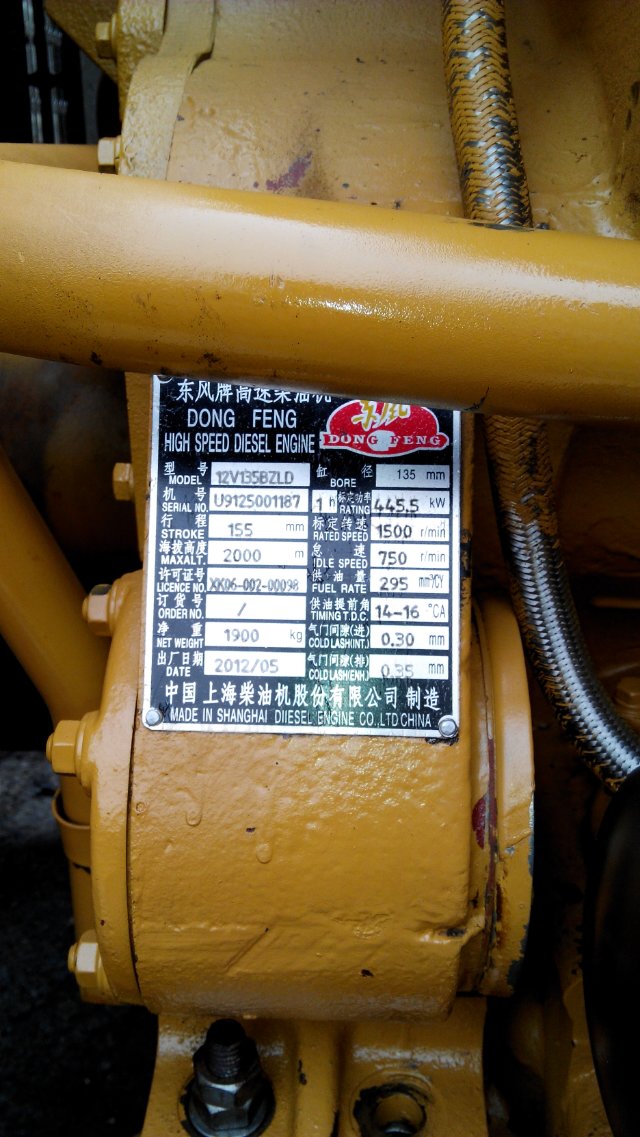 东风牌高速柴油机
DONG FENG
HIGH SPEED DIESEL ENGINE
DONG FENG
型号 MODEL 12V135BZLD 缸径 BORE 135 mm
机号 SERIAL NO. U9125001187 1 h 标定功率 RATING 445.5 kW
行程 STROKE 155 mm 标定转速 RATED SPEED 1500 r/min
海拔高度 MAXALT. 2000 m 怠速 IDLE SPEED 750 r/min
许可证号 LICENCE NO. XK06-002-00098 供油量 FUEL RATE 295 mm³/CY
订货号 ORDER NO. / 供油提前角 TIMING T.D.C. 14-16 °CA
净重 NET WEIGHT 1900 kg 气门间隙(进) COLD LASH(INT.) 0.30 mm
出厂日期 DATE 2012/05 气门间隙(排) COLD LASH(ENH.) 0.35 mm
中国上海柴油机股份有限公司 制造
MADE IN SHANGHAI DIIESEL ENGINE CO.,LTD CHINA